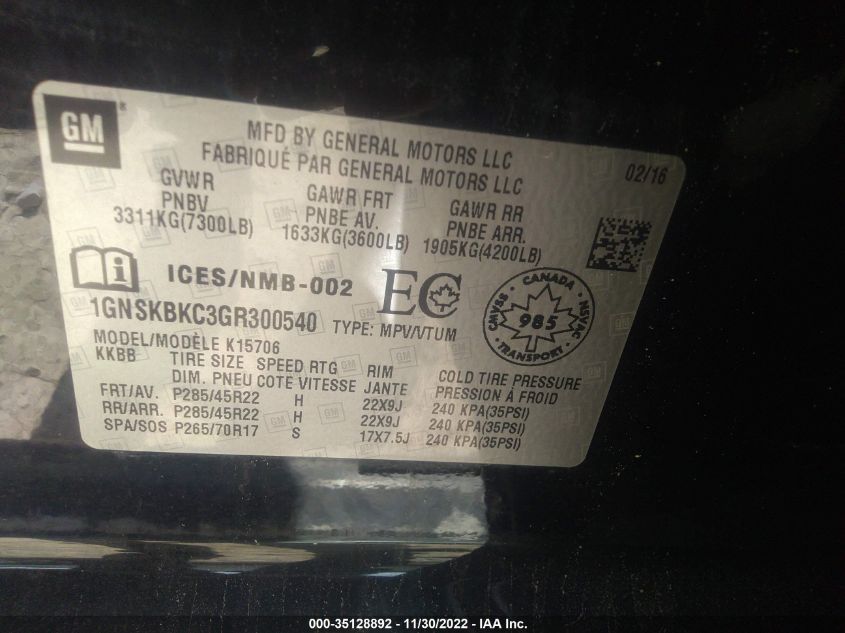 GM
®
MFD BY GENERAL MOTORS LLC
FABRIQUÉ PAR GENERAL MOTORS LLC
02/16
GVWR
PNBV
3311KG(7300LB)
GAWR FRT
PNBE AV.
1633KG(3600LB)
GAWR RR
PNBE ARR.
1905KG(4200LB)
i
ICES/NMB-002
EC
CANADA
CMVSS
NSVAC
985
TRANSPORT
1GNSKBKC3GR300540
TYPE: MPV/VTUM
MODEL/MODÈLE K15706
KKBB TIRE SIZE SPEED RTG RIM COLD TIRE PRESSURE
DIM. PNEU COTE VITESSE JANTE PRESSION À FROID
FRT/AV. P285/45R22 H 22X9J 240 KPA(35PSI)
RR/ARR. P285/45R22 H 22X9J 240 KPA(35PSI)
SPA/SOS P265/70R17 S 17X7.5J 240 KPA(35PSI)
000-35128892 - 11/30/2022 - IAA Inc.